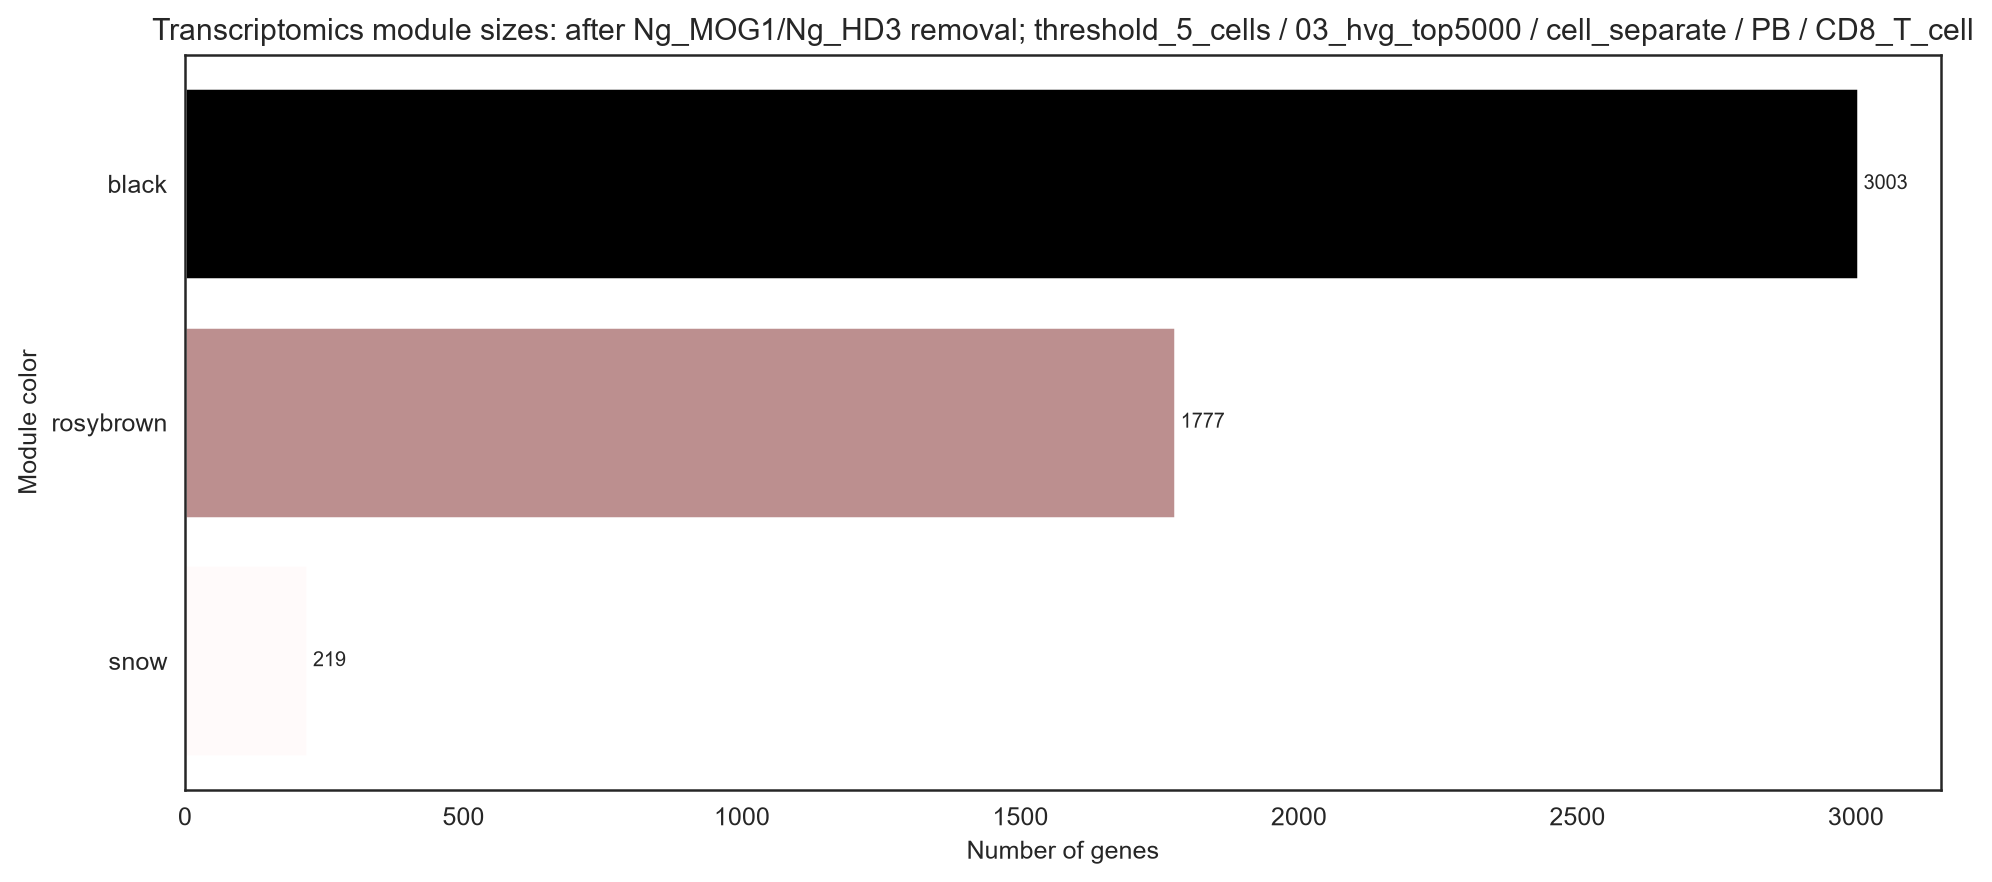 Transcriptomics module sizes: after Ng_MOG1/Ng_HD3 removal; threshold_5_cells / 03_hvg_top5000 / cell_separate / PB / CD8_T_cell
Module color
black
3003
rosybrown
1777
snow
219
0 500 1000 1500 2000 2500 3000
Number of genes